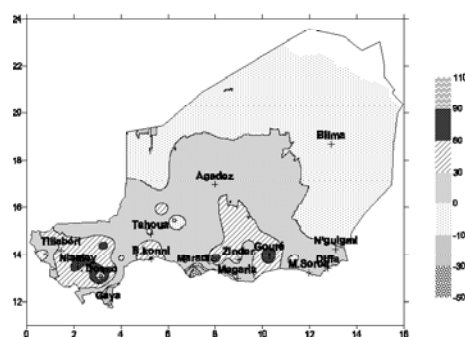 24
22
20
18
16
14
12
0 2 4 6 8 10 12 14 16
Bilma
Agadez
Tahoua
N'guigmi
Tillabéri
B.konni
Zinder
Gouré
Niamey
Maradi
Diffa
Dosso
Magaria
M.Soroa
Gaya
110
90
60
30
0
-10
-30
-50